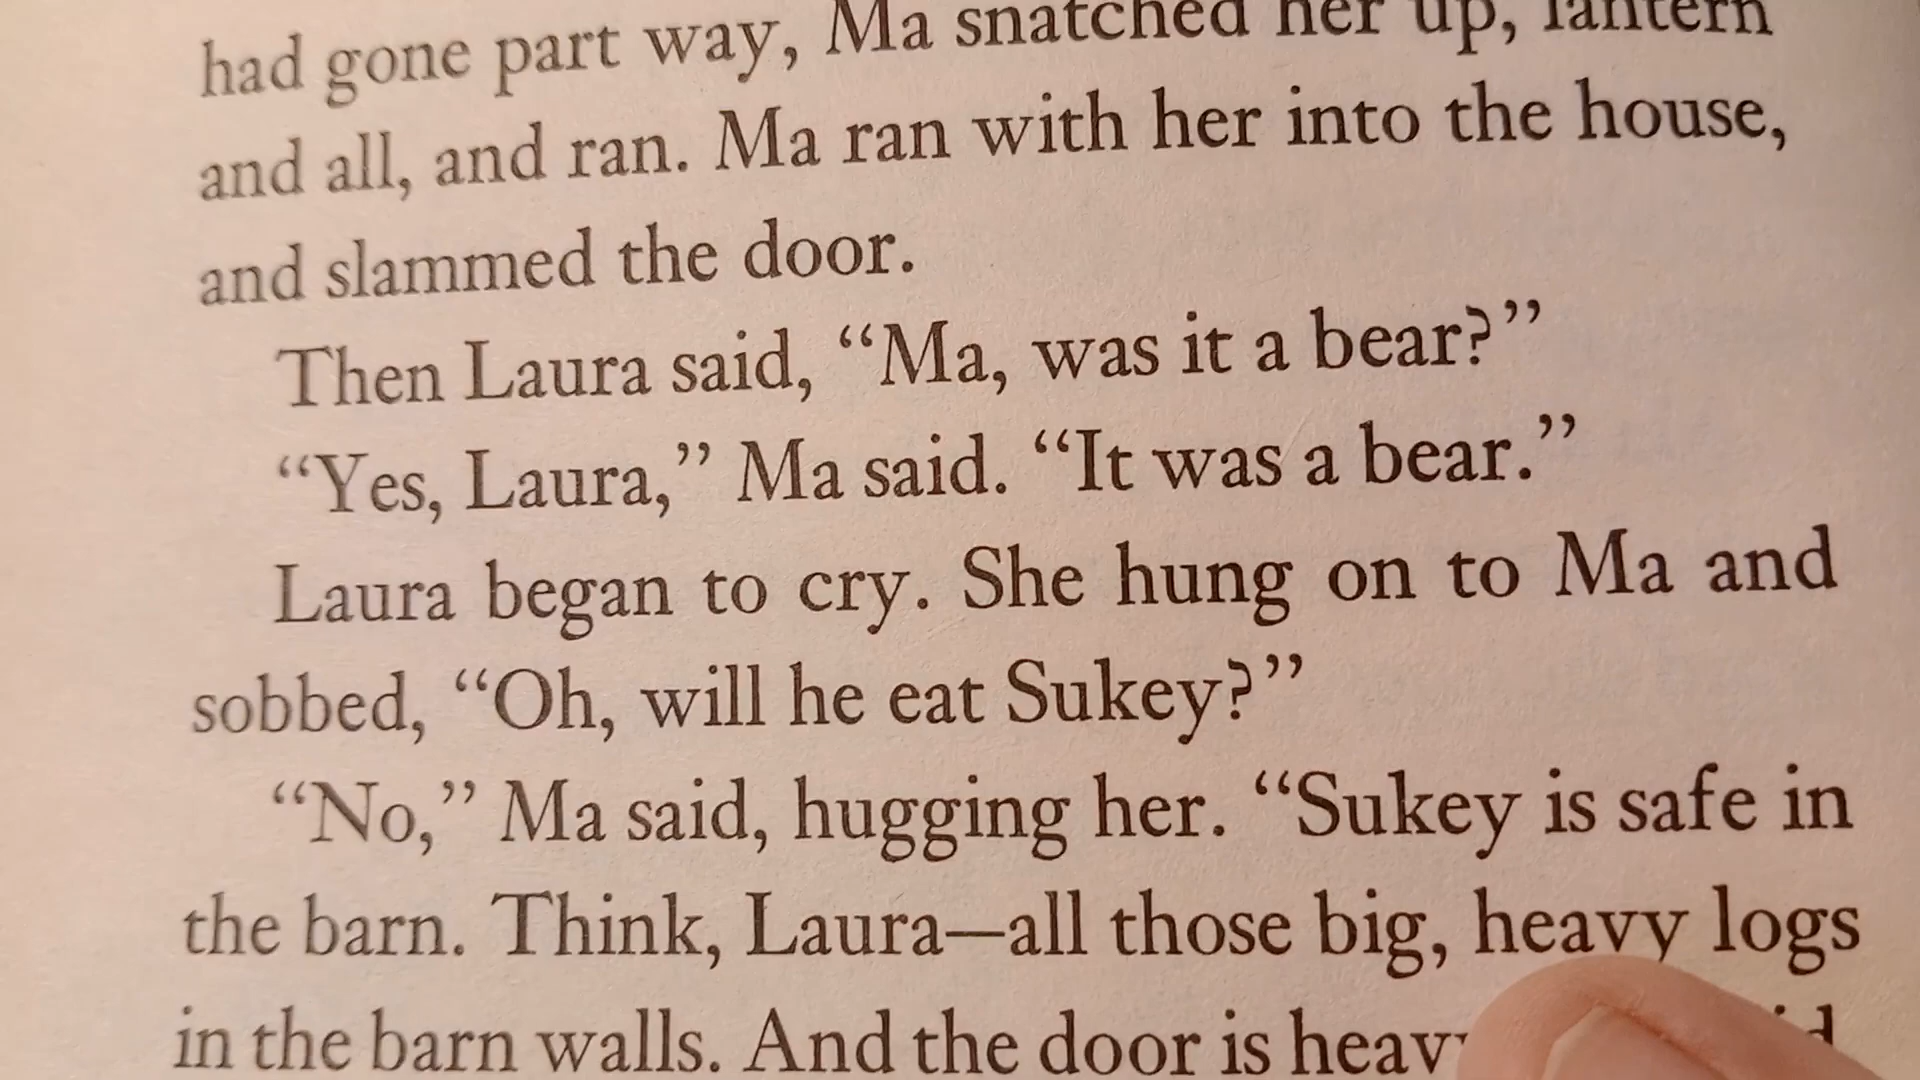 had gone part way, Ma snatched her up, lantern
and all, and ran. Ma ran with her into the house,
and slammed the door.
Then Laura said, “Ma, was it a bear?”
“Yes, Laura,” Ma said. “It was a bear.”
Laura began to cry. She hung on to Ma and
sobbed, “Oh, will he eat Sukey?”
“No,” Ma said, hugging her. “Sukey is safe in
the barn. Think, Laura—all those big, heavy logs
in the barn walls. And the door is